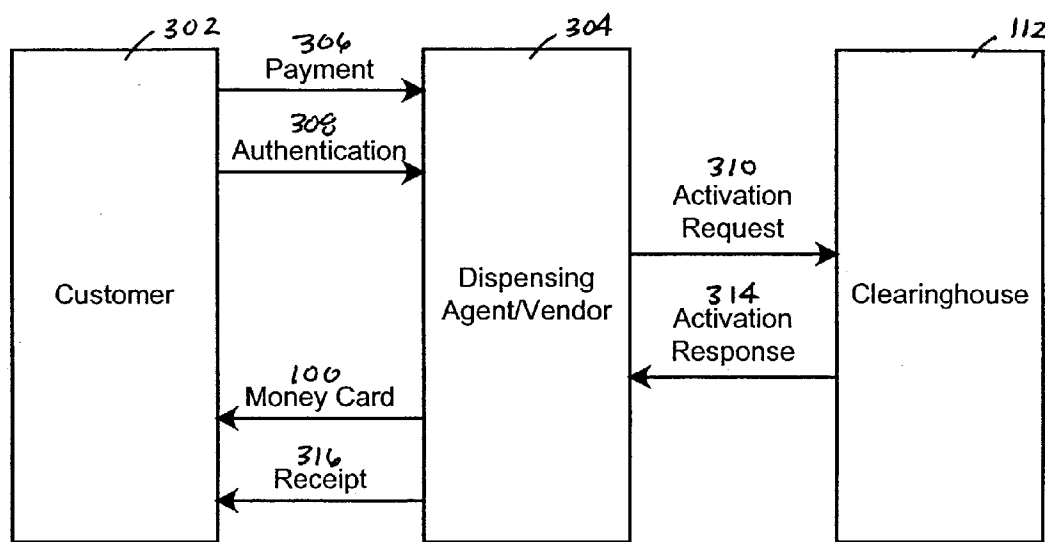 302
304
112
306
Payment
308
Authentication
310
Activation
Request
Customer
Dispensing
Agent/Vendor
Clearinghouse
314
Activation
Response
100
Money Card
316
Receipt